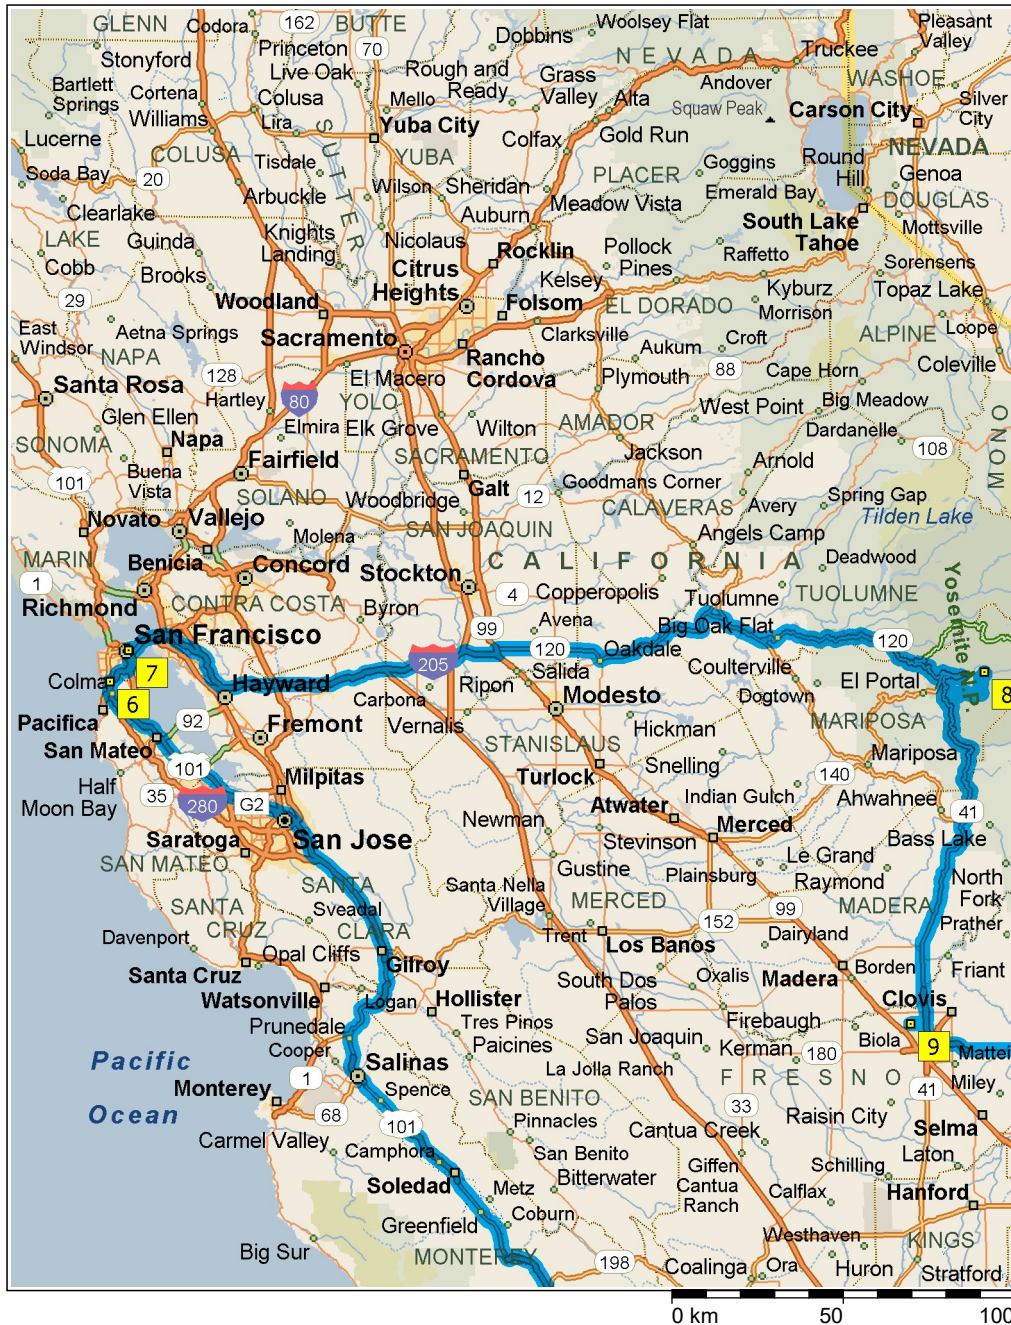 GLENN
Codora
162
BUTTE
Woolsey Flat
Pleasant
Valley
Stonyford
Princeton
70
Dobbins
NEVADA
Truckee
Live Oak
Rough and
Ready
Grass
Valley
Andover
WASHOE
Bartlett
Springs
Cortena
Colusa
Mello
Alta
Squaw Peak
Carson City
Silver
City
Williams
Lira
Yuba City
Colfax
Gold Run
Lucerne
COLUSA
SUTTER
YUBA
Goggins
Round
Hill
NEVADA
Soda Bay
20
Tisdale
Wilson
Sheridan
PLACER
Emerald Bay
Genoa
Clearlake
Arbuckle
Auburn
Meadow Vista
South Lake
Tahoe
DOUGLAS
Mottsville
LAKE
Guinda
Knights
Landing
Nicolaus
Rocklin
Pollock
Pines
Raffetto
Cobb
Brooks
Citrus
Heights
Kelsey
Sorensens
29
Woodland
Folsom
EL DORADO
Kyburz
Topaz Lake
Morrison
East
Windsor
Aetna Springs
Sacramento
Clarksville
Croft
ALPINE
Loope
NAPA
Rancho
Cordova
Aukum
Coleville
Santa Rosa
128
El Macero
Plymouth
88
Cape Horn
Hartley
80
YOLO
Glen Ellen
Elmira
Elk Grove
Wilton
AMADOR
West Point
Big Meadow
MONO
SONOMA
Napa
Dardanelle
108
Fairfield
SACRAMENTO
Jackson
Arnold
101
Buena
Vista
SOLANO
Woodbridge
Galt
12
Goodmans Corner
Spring Gap
Novato
Vallejo
SAN JOAQUIN
CALAVERAS
Avery
Tilden Lake
Molena
Angels Camp
MARIN
Benicia
Concord
Stockton
CALIFORNIA
Deadwood
1
Richmond
CONTRA COSTA
4
Copperopolis
Tuolumne
TUOLUMNE
Yosemite N.P.
Byron
San Francisco
99
Avena
Big Oak Flat
120
7
205
120
Oakdale
Colma
Hayward
Salida
Coulterville
El Portal
8
6
Carbona
Ripon
Modesto
Dogtown
Pacifica
92
Fremont
Vernalis
Hickman
MARIPOSA
San Mateo
STANISLAUS
Mariposa
101
Milpitas
Turlock
Snelling
140
Half
Moon Bay
35
280
G2
Atwater
Indian Gulch
Ahwahnee
41
Saratoga
San Jose
Newman
Merced
Bass Lake
Stevinson
SAN MATEO
Gustine
Le Grand
Plainsburg
Raymond
North
Fork
SANTA
CLARA
Santa Nella
Village
SANTA
CRUZ
Sveadal
MERCED
152
99
MADERA
Prather
Davenport
Trent
Los Banos
Dairyland
Opal Cliffs
Gilroy
Santa Cruz
South Dos
Palos
Oxalis
Madera
Borden
Friant
Watsonville
Logan
Hollister
Clovis
Prunedale
Tres Pinos
Firebaugh
Cooper
Paicines
San Joaquin
Biola
9
Pacific
Ocean
Salinas
La Jolla Ranch
Kerman
180
Mattei
Monterey
1
Spence
SAN BENITO
FRESNO
41
Miley
68
101
Pinnacles
33
Raisin City
Carmel Valley
Cantua Creek
Selma
Camphora
San Benito
Laton
Soledad
Bitterwater
Giffen
Cantua
Ranch
Schilling
Metz
Calflax
Hanford
Greenfield
Coburn
Big Sur
Westhaven
MONTEREY
198
KINGS
Coalinga
Ora
Huron
Stratford
0 km
50
100